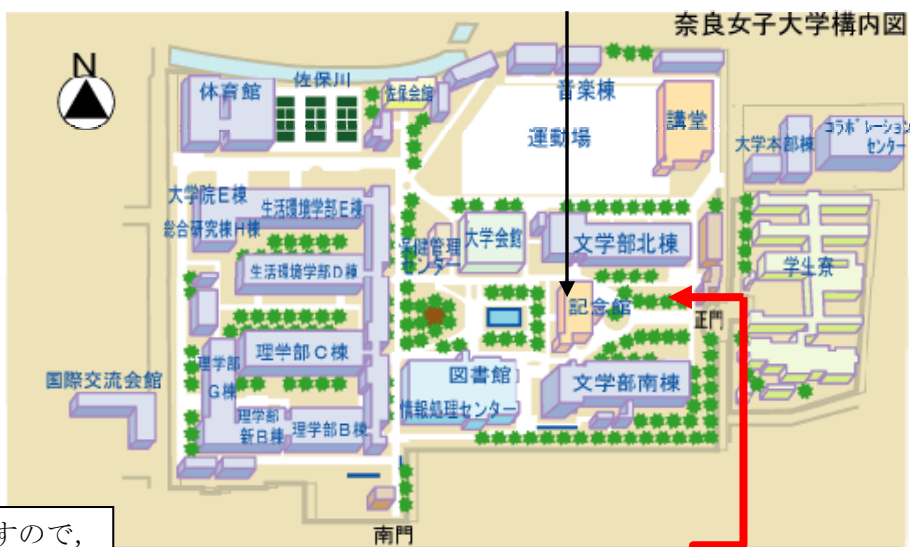 奈良女子大学構内図
N
体育館
佐保川
佐保会館
音楽棟
運動場
講堂
大学本部棟
コラボレーション
センター
大学院E棟
総合研究棟H棟
生活環境学部E棟
保健管理
センター
大学会館
文学部北棟
学生寮
生活環境学部D棟
記念館
正門
理学部
G棟
理学部C棟
図書館
情報処理センター
文学部南棟
国際交流会館
理学部
新B棟
理学部B棟
南門
すので,